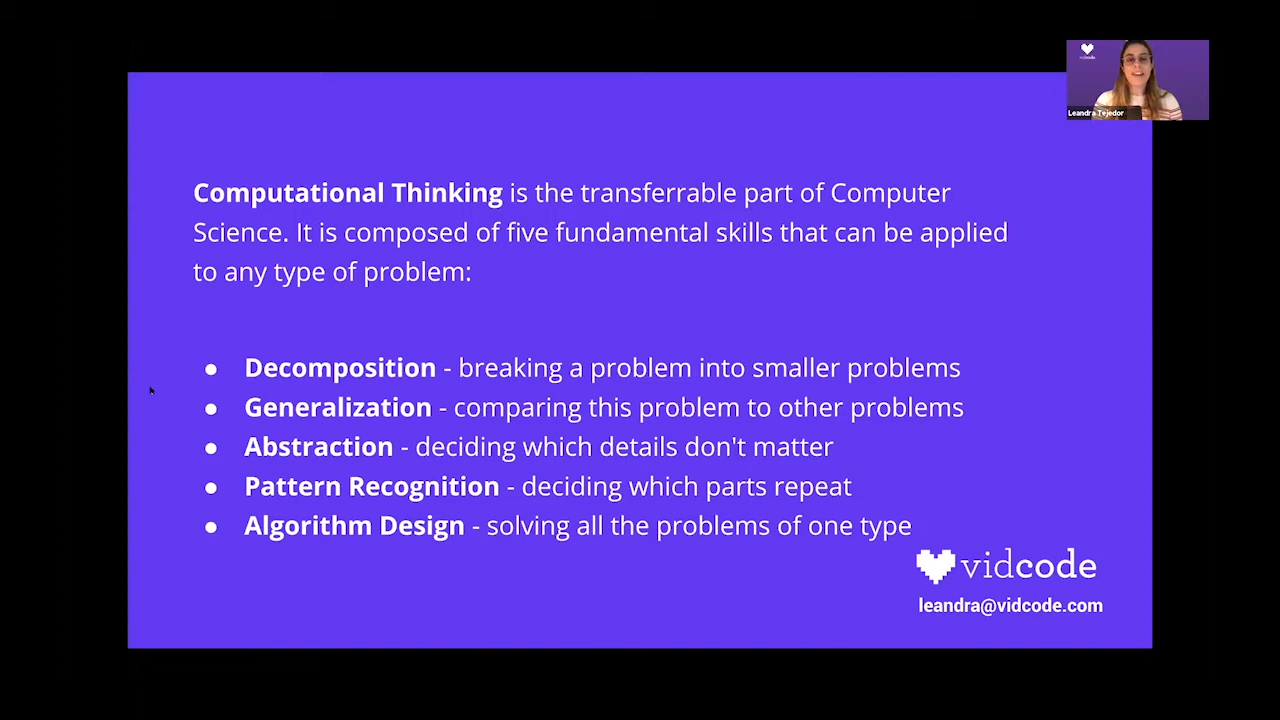 vidcode
Leandra Tejedor
Computational Thinking is the transferrable part of Computer
Science. It is composed of five fundamental skills that can be applied
to any type of problem:
● Decomposition - breaking a problem into smaller problems
● Generalization - comparing this problem to other problems
● Abstraction - deciding which details don't matter
● Pattern Recognition - deciding which parts repeat
● Algorithm Design - solving all the problems of one type
vidcode
leandra@vidcode.com